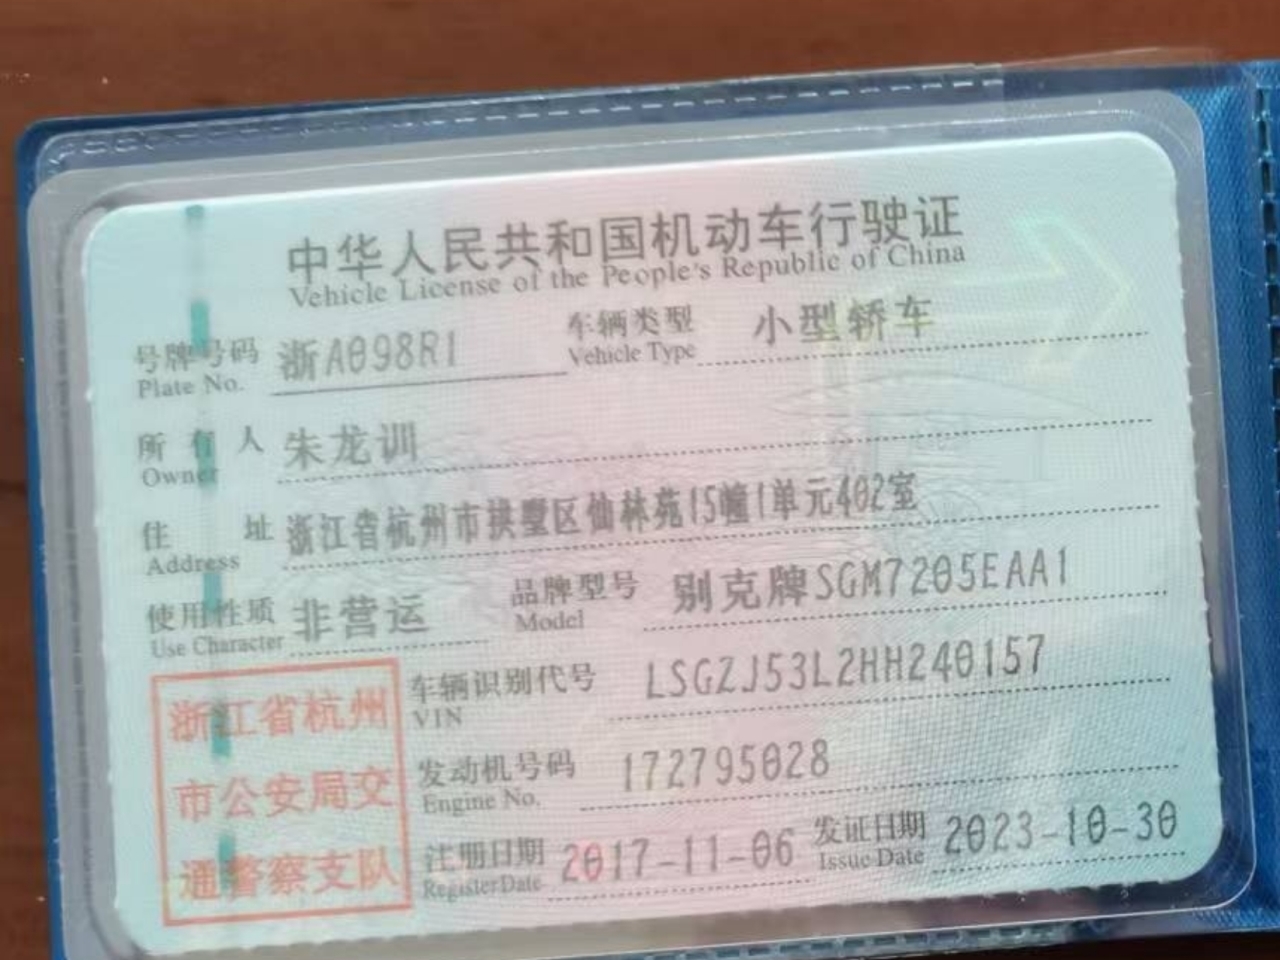 中华人民共和国机动车行驶证
Vehicle License of the People's Republic of China
号牌号码 浙A098R1 车辆类型 小型轿车
Plate No. Vehicle Type
所有人 朱龙训
Owner
住址 浙江省杭州市拱墅区仙林苑15幢1单元402室
Address
使用性质 非营运 品牌型号 别克牌SGM7205EAA1
Use Character Model
车辆识别代号 LSGZJ53L2HH240157
VIN
发动机号码 172795028
Engine No.
注册日期 2017-11-06 发证日期 2023-10-30
Register Date Issue Date
浙江省杭州
市公安局交
通警察支队